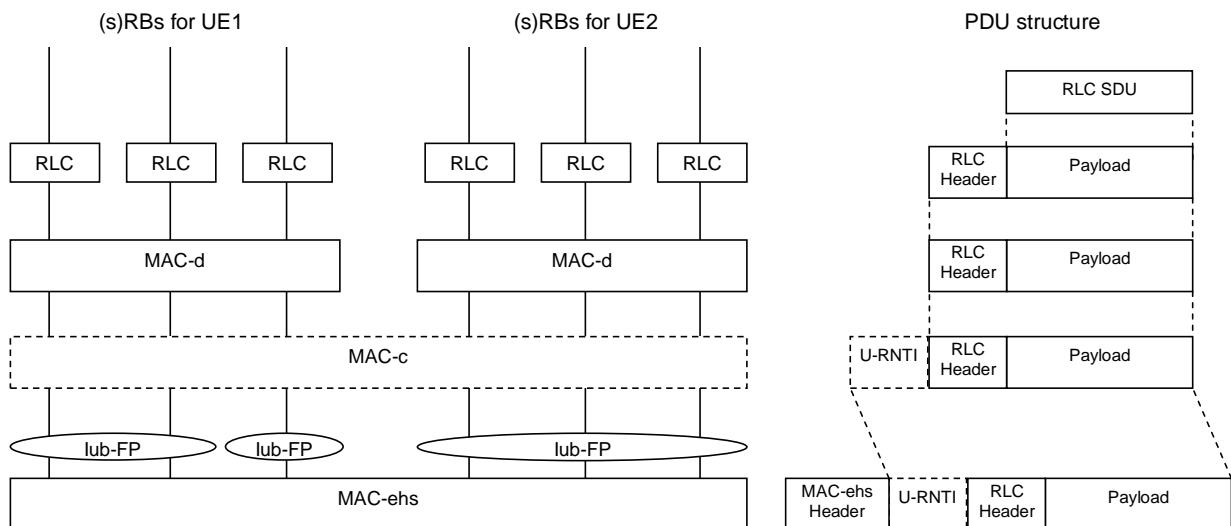 (s)RBs for UE1
(s)RBs for UE2
PDU structure
RLC SDU
RLC
RLC
RLC
RLC
RLC
RLC
RLC
Header
Payload
MAC-d
MAC-d
RLC
Header
Payload
MAC-c
U-RNTI
RLC
Header
Payload
Iub-FP
Iub-FP
Iub-FP
MAC-ehs
MAC-ehs
Header
U-RNTI
RLC
Header
Payload